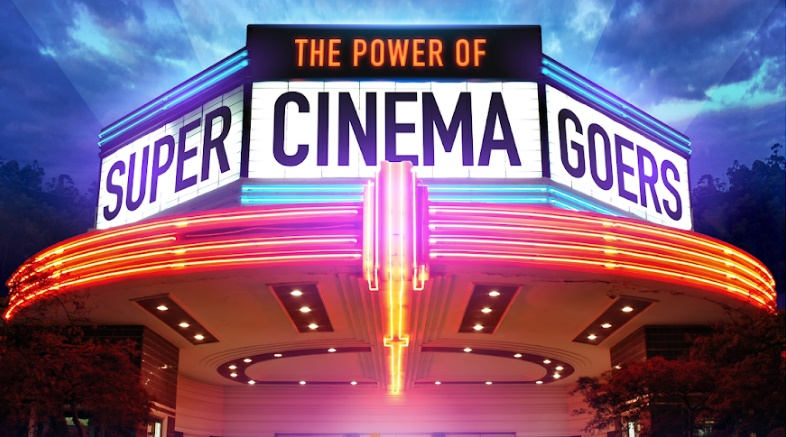 THE POWER OF
SUPER CINEMA GOERS